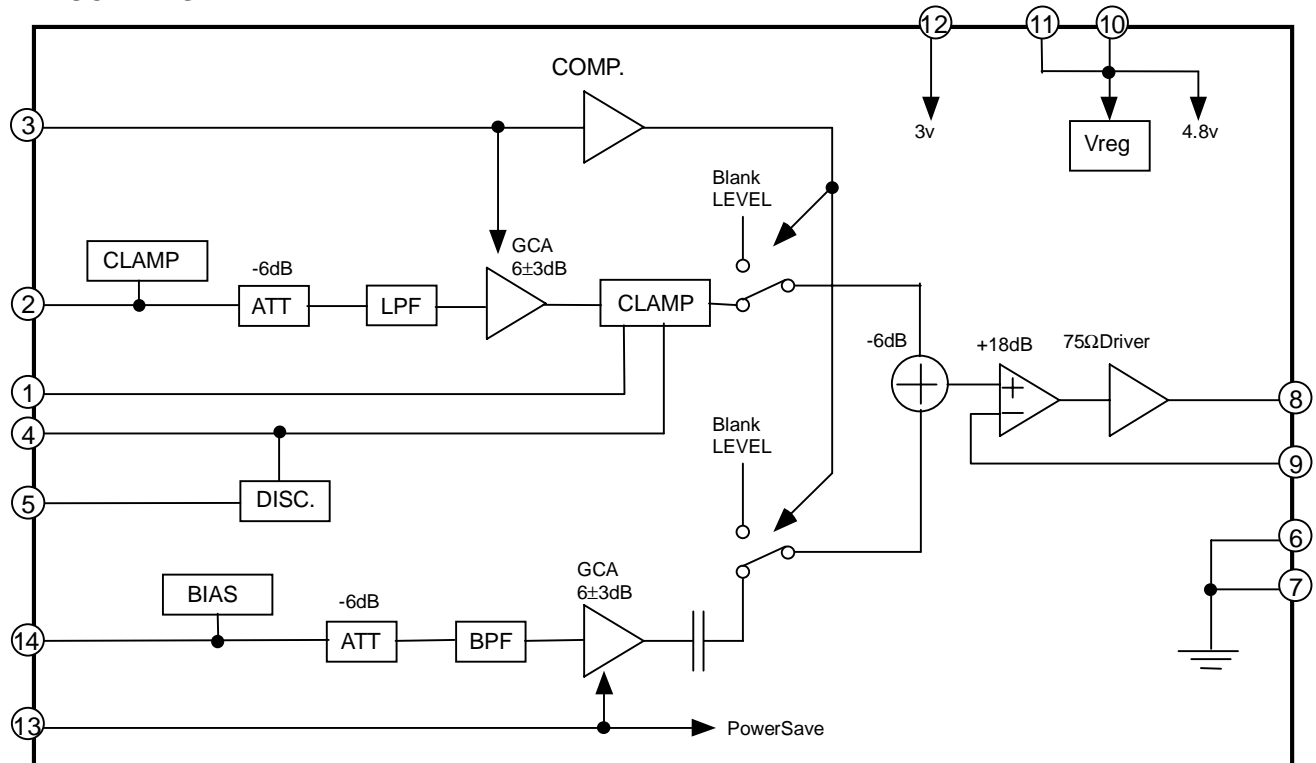 12
11
10
COMP.
3
3v
Vreg
4.8v
Blank
LEVEL
CLAMP
GCA
6±3dB
-6dB
2
ATT
LPF
CLAMP
-6dB
+18dB
75ΩDriver
1
8
4
Blank
LEVEL
9
5
DISC.
6
GCA
6±3dB
7
BIAS
-6dB
14
ATT
BPF
13
PowerSave